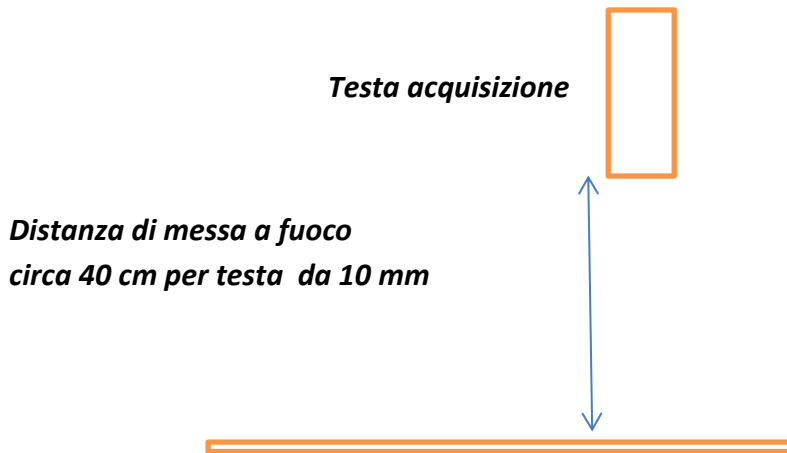 Testa acquisizione
Distanza di messa a fuoco
circa 40 cm per testa da 10 mm